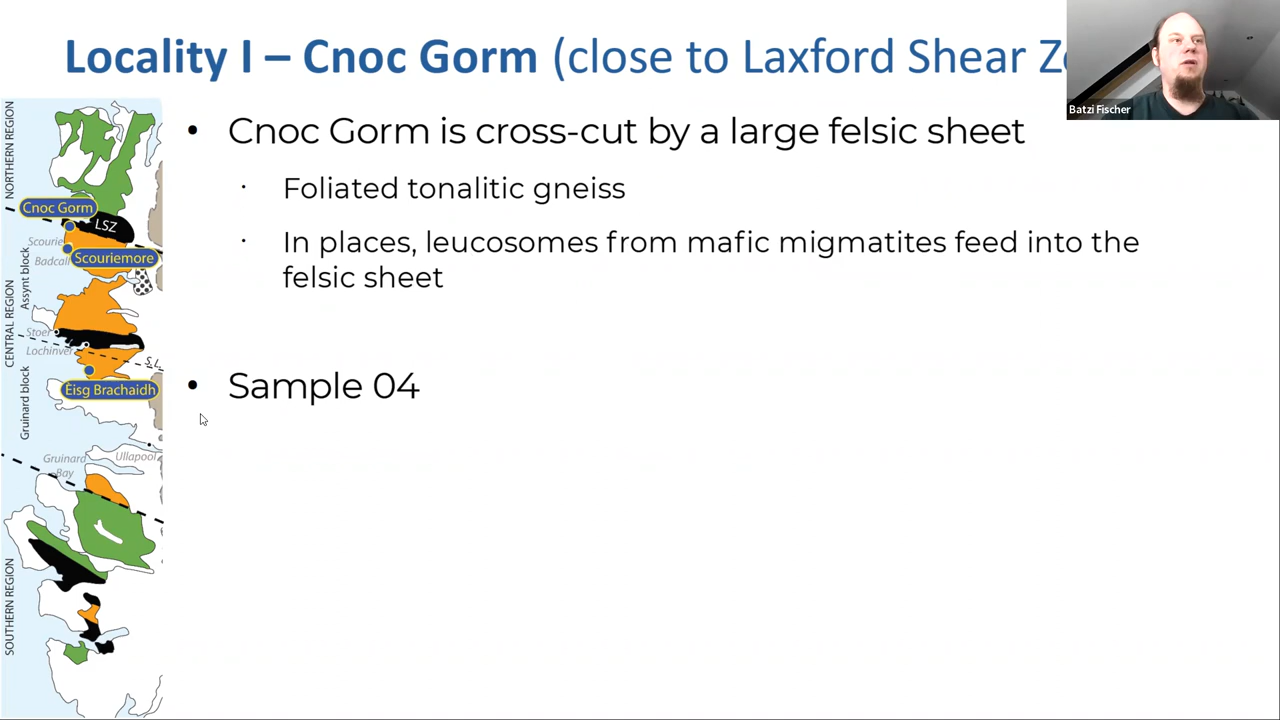 Locality I – Cnoc Gorm (close to Laxford Shear
Batzi Fischer
• Cnoc Gorm is cross-cut by a large felsic sheet
· Foliated tonalitic gneiss
· In places, leucosomes from mafic migmatites feed into the
felsic sheet
• Sample 04
NORTHERN REGION
Cnoc Gorm
LSZ
Scourie
Scouriemore
Badcall
Assynt block
CENTRAL REGION
Stoer
Lochinver
S.L.
Eisg Brachaidh
Gruinard block
Gruinard
Bay
Ullapool
SOUTHERN REGION